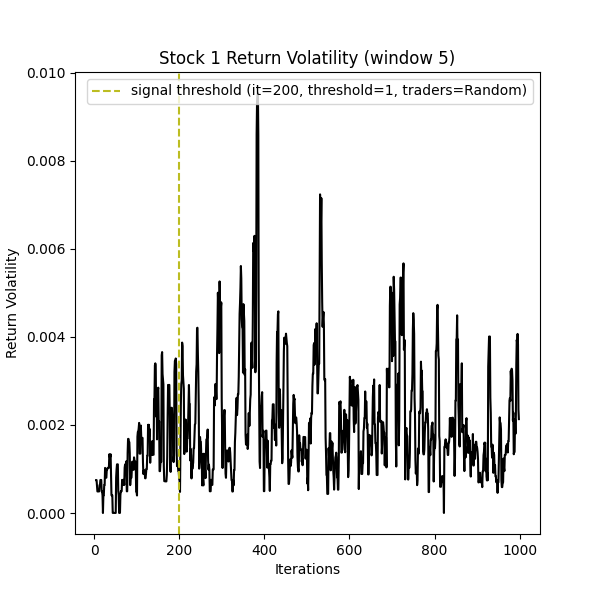 Stock 1 Return Volatility (window 5)
signal threshold (it=200, threshold=1, traders=Random)
Return Volatility
0.010
0.008
0.006
0.004
0.002
0.000
0 200 400 600 800 1000
Iterations